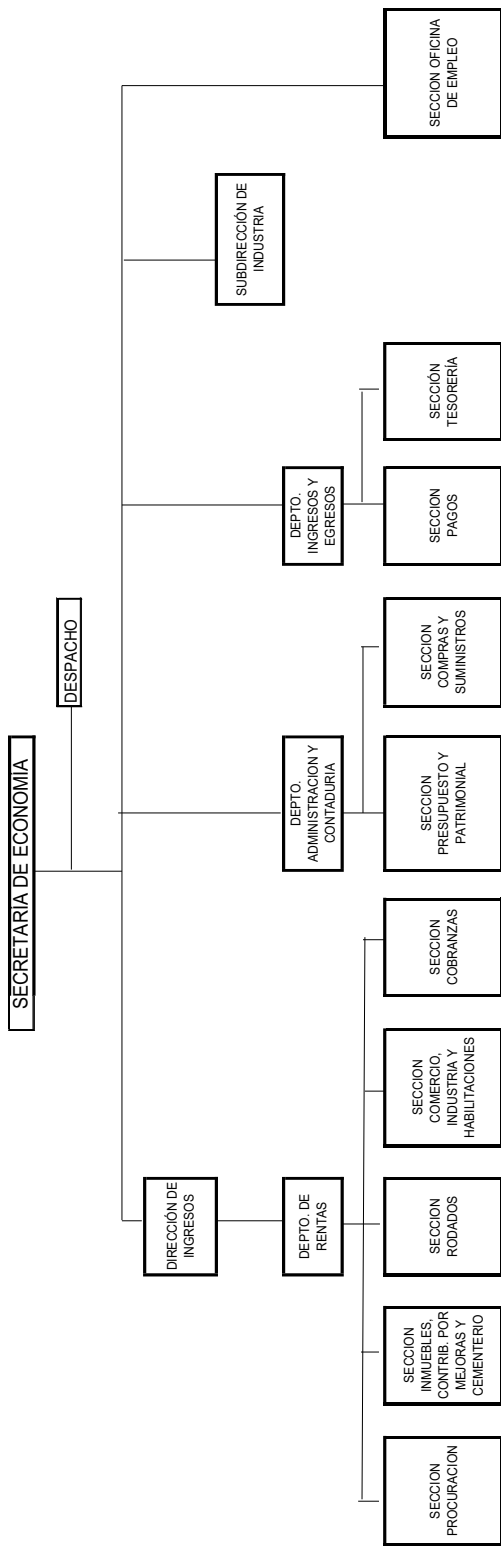 SECRETARÍA DE ECONOMÍA
DESPACHO
DIRECCIÓN DE
INGRESOS
SUBDIRECCIÓN DE
INDUSTRIA
DEPTO. DE
RENTAS
DEPTO.
ADMINISTRACION Y
CONTADURIA
DEPTO.
INGRESOS Y
EGRESOS
SECCION
PROCURACION
SECCION
INMUEBLES,
CONTRIB. POR
MEJORAS Y
CEMENTERIO
SECCION
RODADOS
SECCION
COMERCIO,
INDUSTRIA Y
HABILITACIONES
SECCION
COBRANZAS
SECCION
PRESUPUESTO Y
PATRIMONIAL
SECCION
COMPRAS Y
SUMINISTROS
SECCION
PAGOS
SECCIÓN
TESORERÍA
SECCION OFICINA
DE EMPLEO